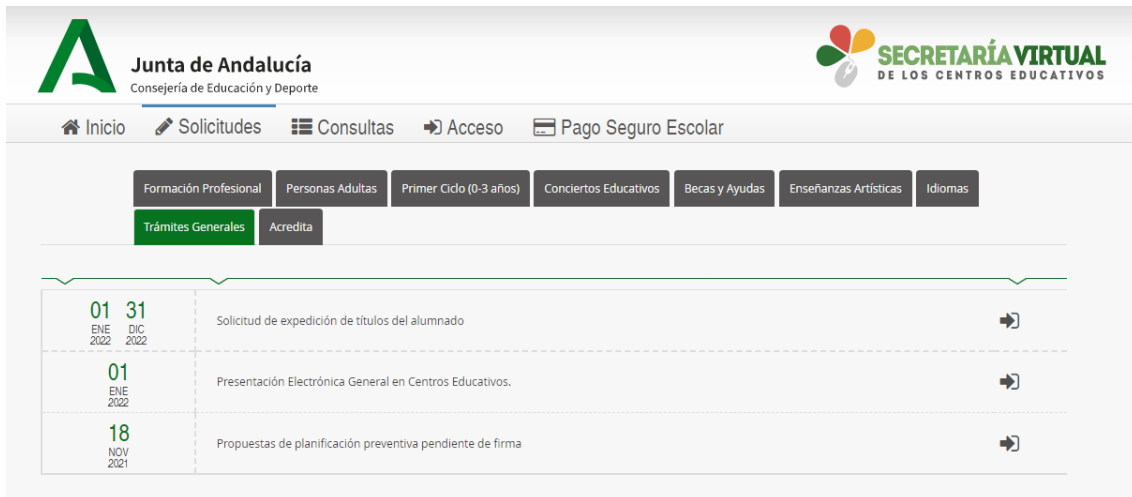 Junta de Andalucía
Consejería de Educación y Deporte
SECRETARÍA VIRTUAL
DE LOS CENTROS EDUCATIVOS
Inicio Solicitudes Consultas Acceso Pago Seguro Escolar
Formación Profesional Personas Adultas Primer Ciclo (0-3 años) Conciertos Educativos Becas y Ayudas Enseñanzas Artísticas Idiomas
Trámites Generales Acredita
01 31
ENE DIC
2022 2022
Solicitud de expedición de títulos del alumnado
01
ENE
2022
Presentación Electrónica General en Centros Educativos.
18
NOV
2021
Propuestas de planificación preventiva pendiente de firma